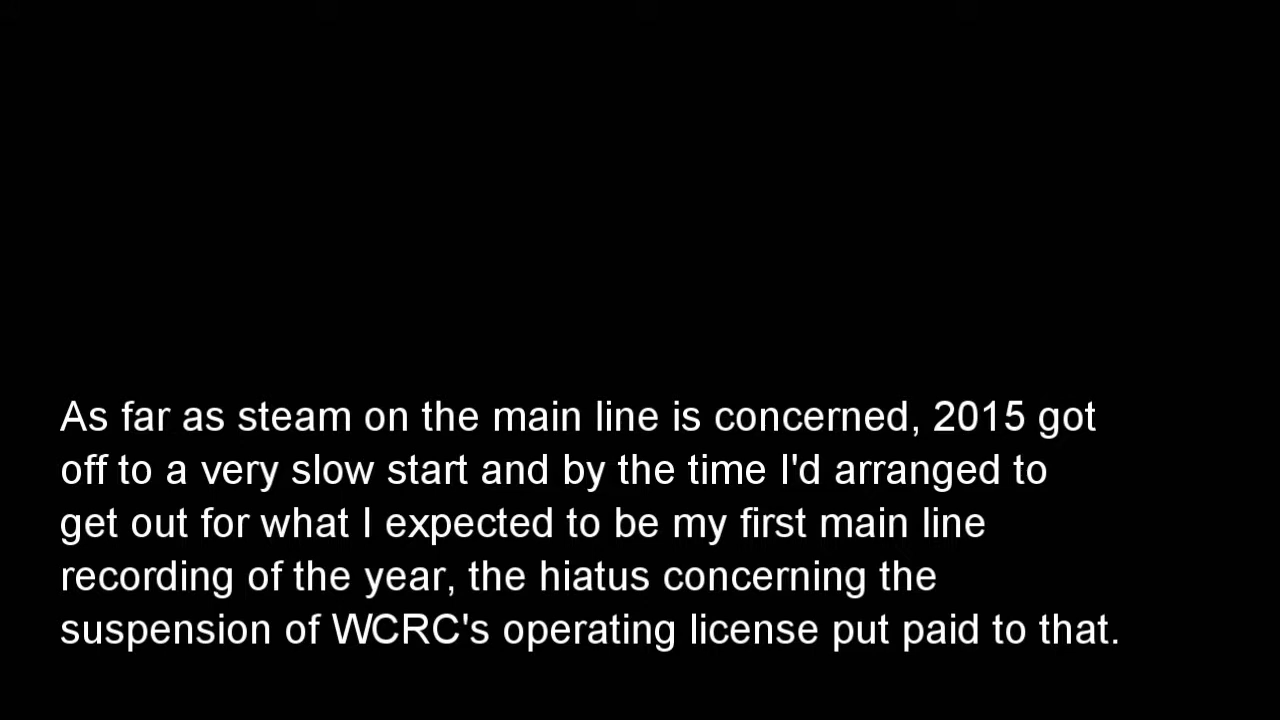 As far as steam on the main line is concerned, 2015 got
off to a very slow start and by the time I'd arranged to
get out for what I expected to be my first main line
recording of the year, the hiatus concerning the
suspension of WCRC's operating license put paid to that.